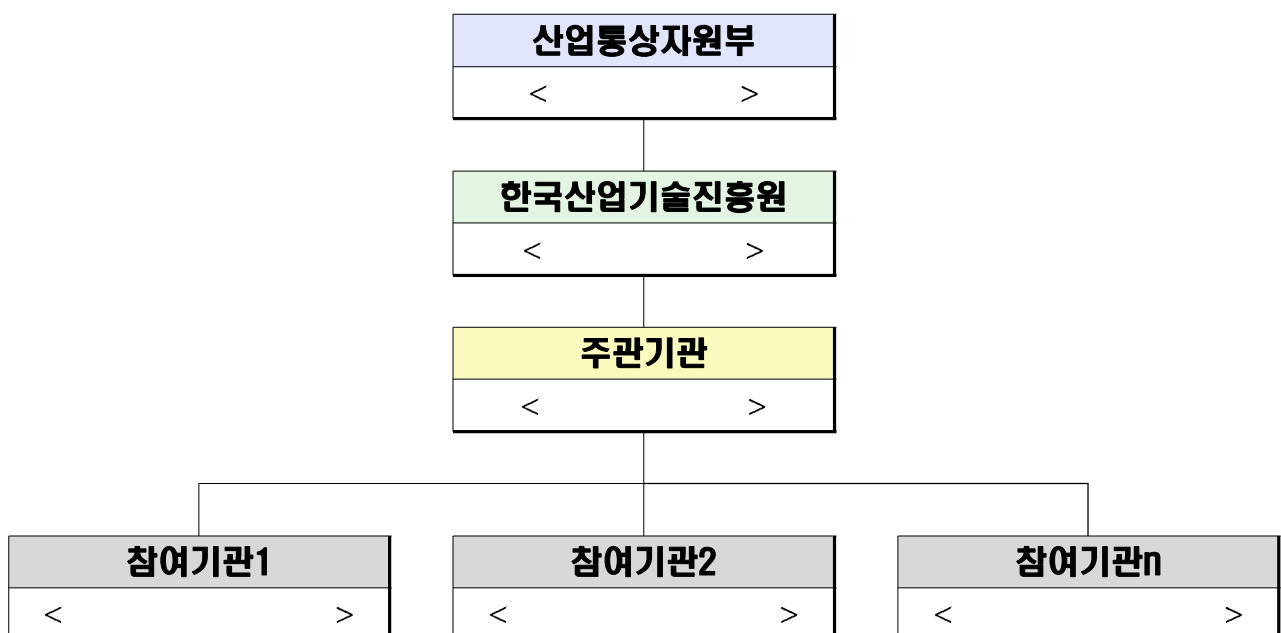 산업통상자원부
< >
한국산업기술진흥원
< >
주관기관
< >
참여기관1 참여기관2 참여기관n
< > < > < >